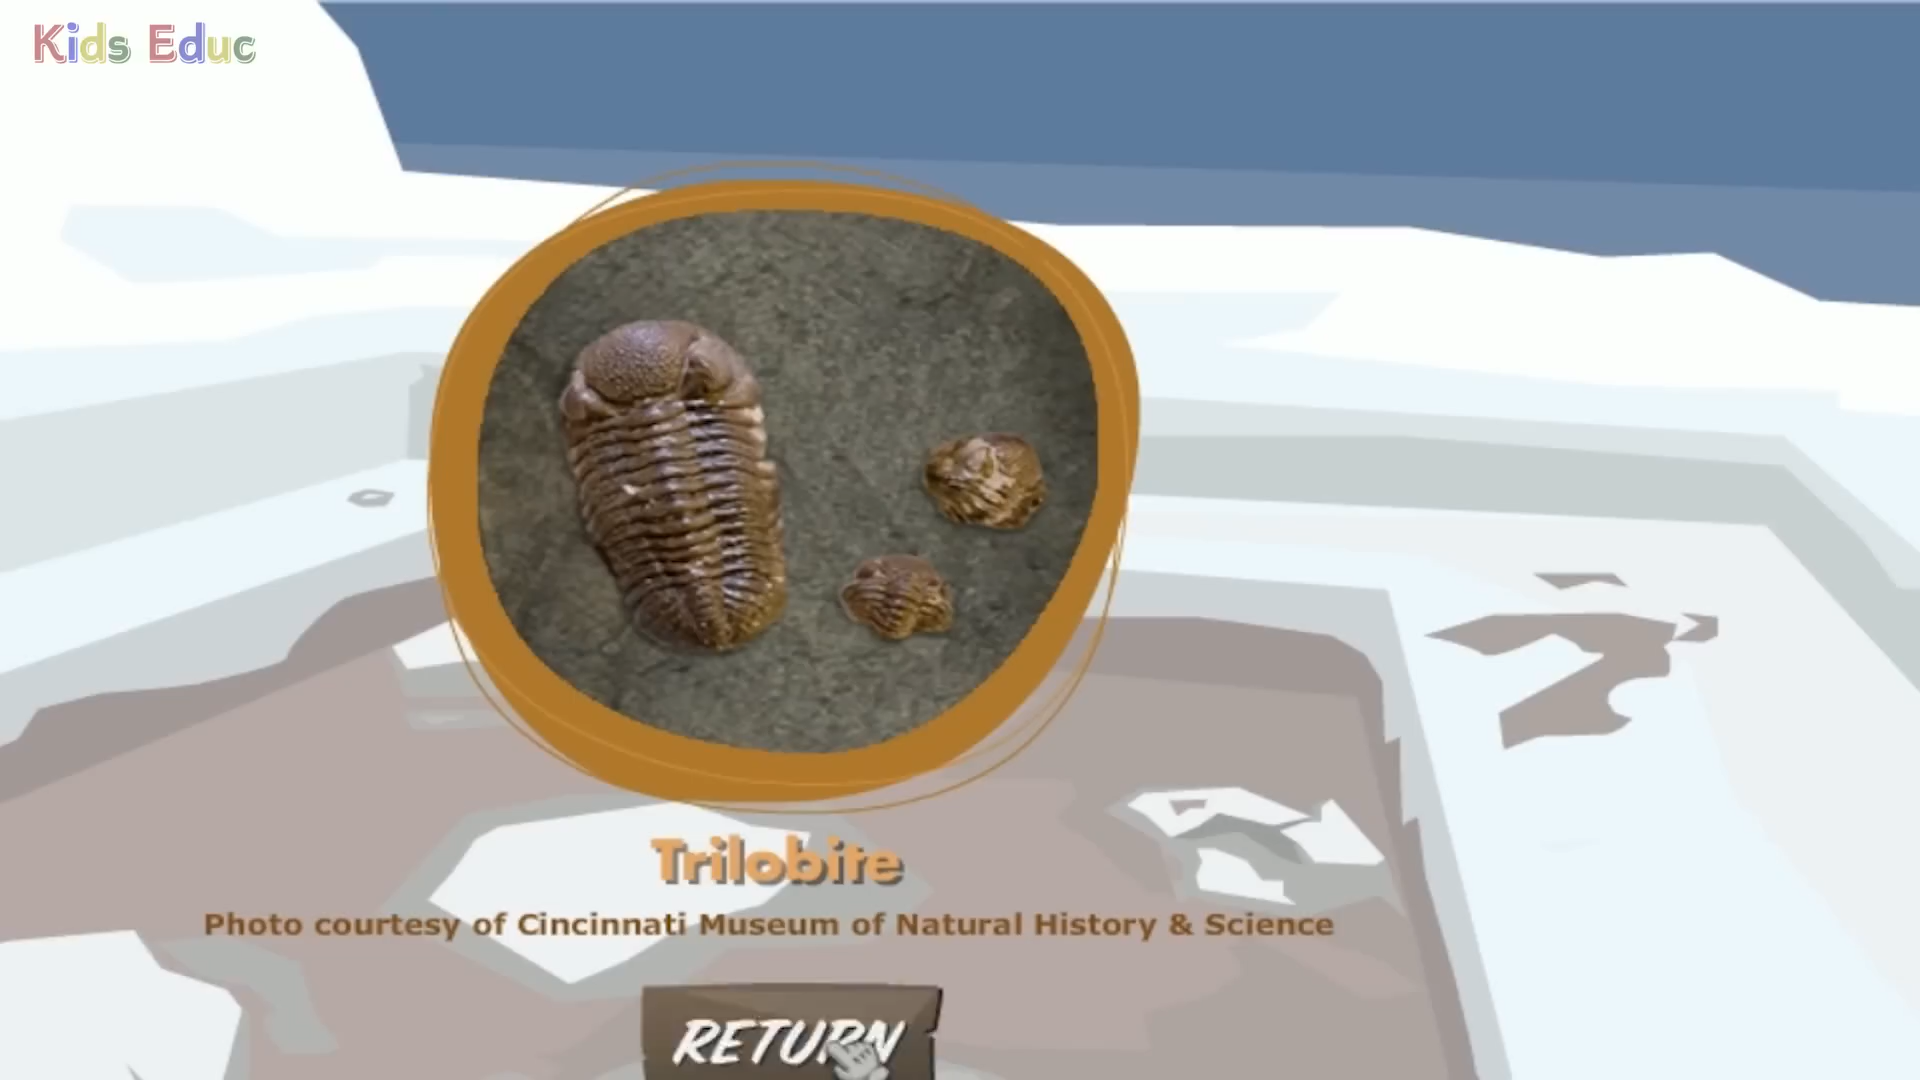 Kids Educ
Trilobite
Photo courtesy of Cincinnati Museum of Natural History & Science
RETURN